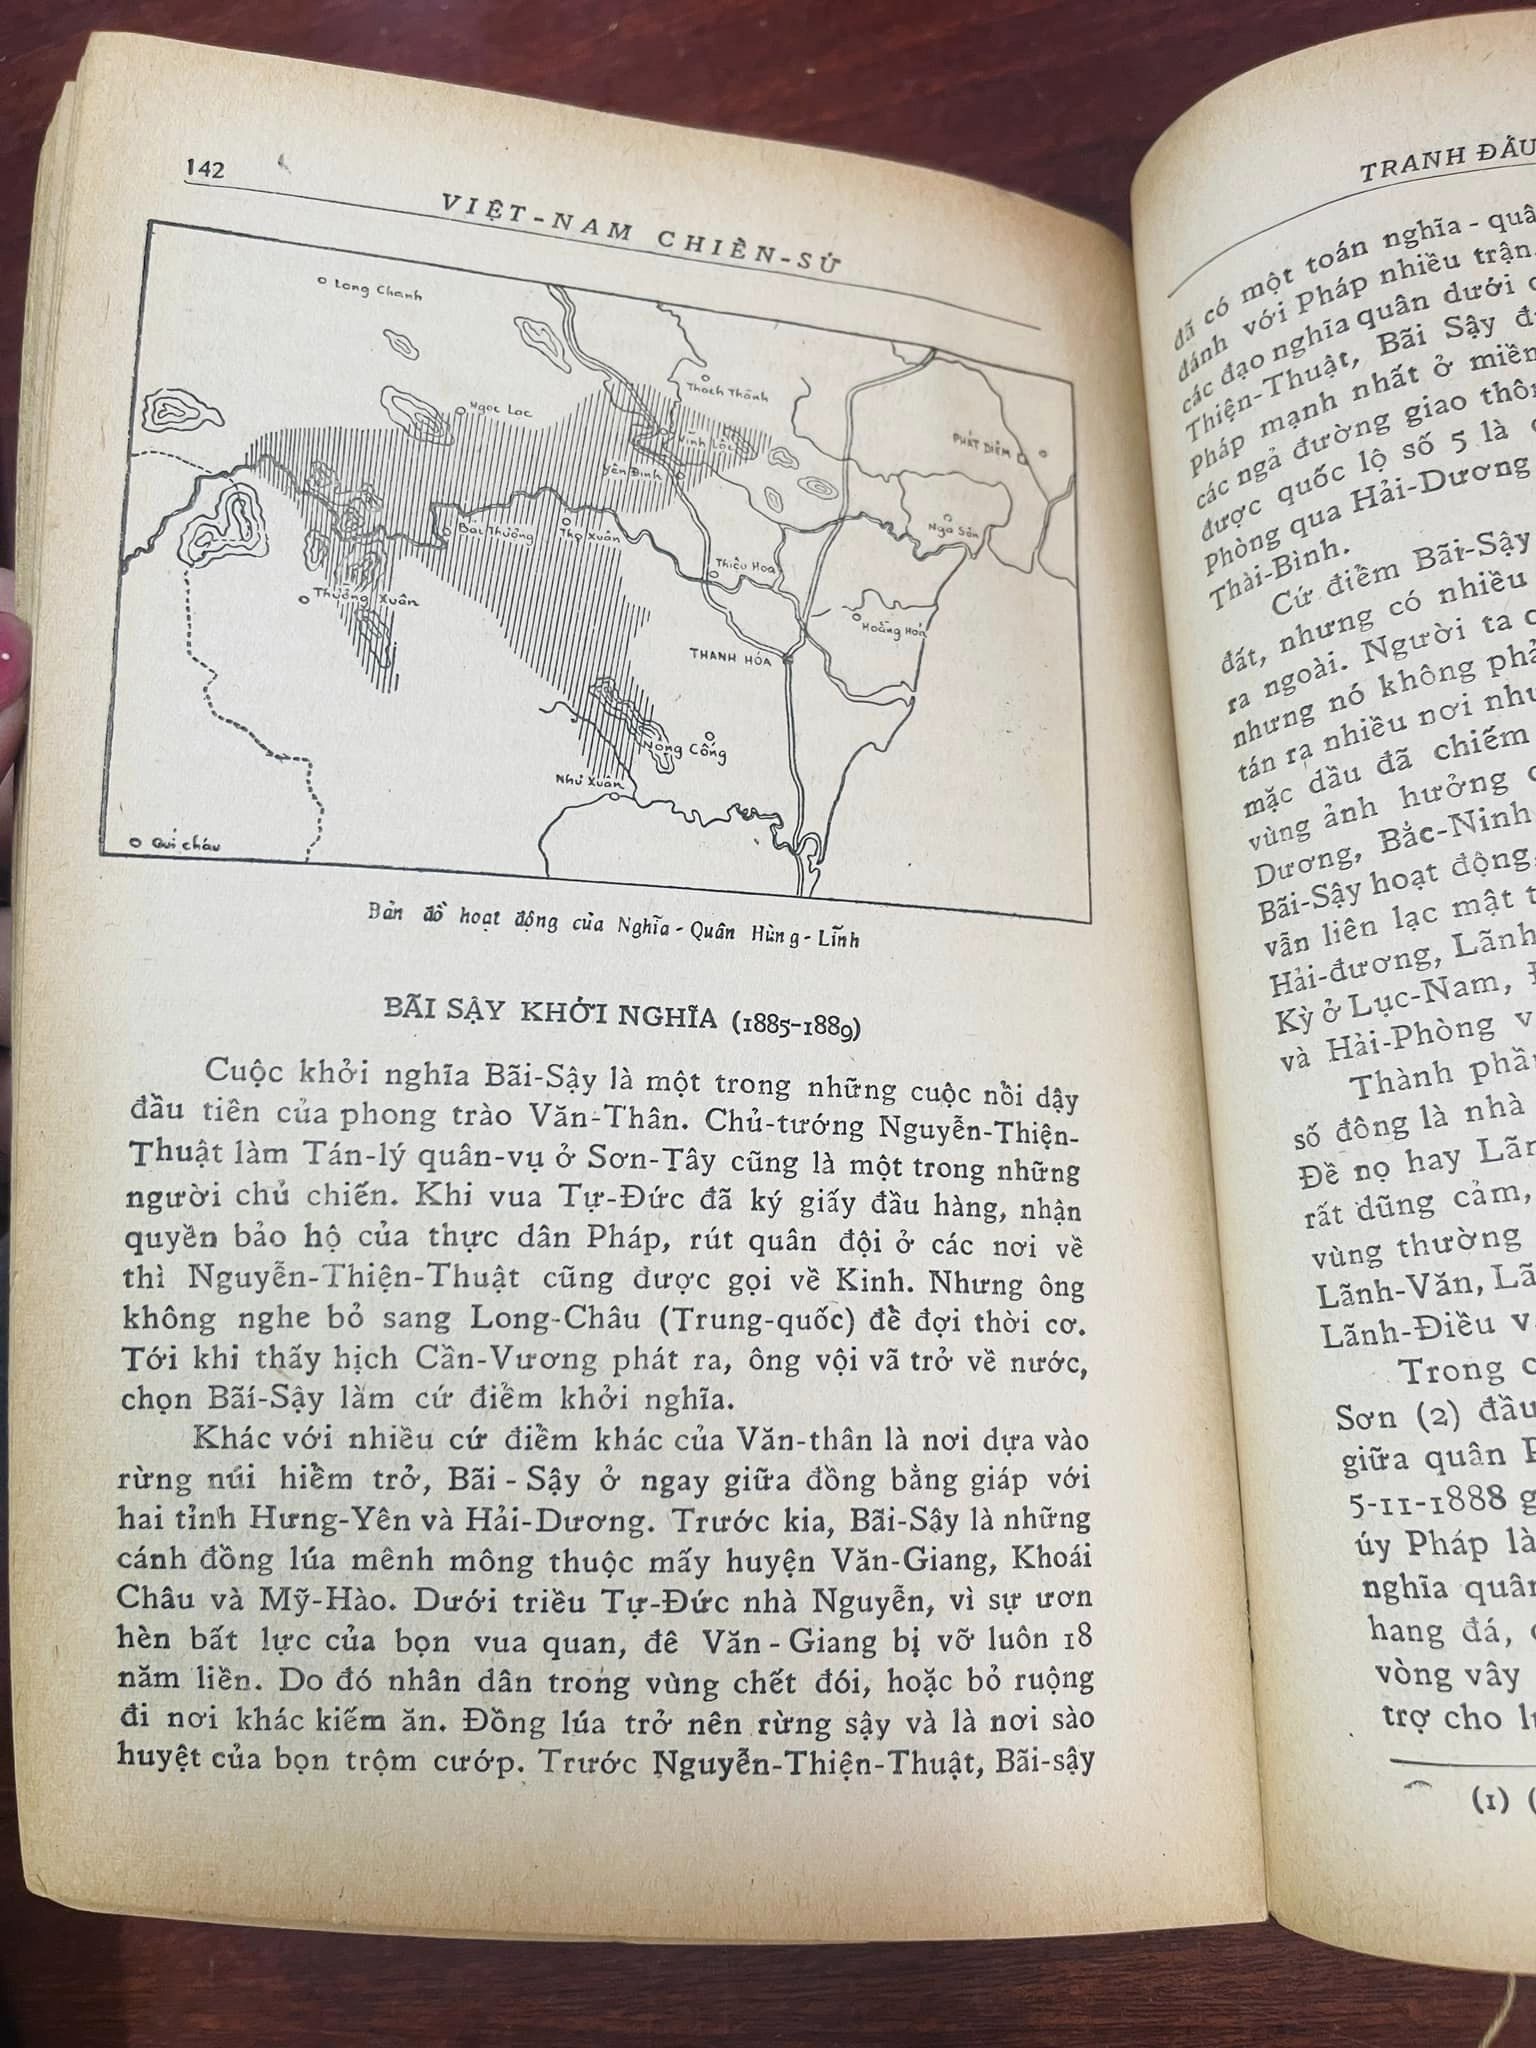 142
VIỆT-NAM CHIẾN-SỬ
Long Chánh
Thạch Thành
Ngọc Lạc
Vĩnh Lộc
PHÁT DIỆM
Yên Định
Bái Thượng
Thọ Xuân
Nga Sơn
Thiệu Hóa
Thường Xuân
Hoằng Hoá
THANH HÓA
Nông Cống
Như Xuân
Quỉ châu
Bản đồ hoạt động của Nghĩa-Quân Hùng-Lĩnh
BÃI SẬY KHỞI NGHĨA (1885-1889)
Cuộc khởi nghĩa Bãi-Sậy là một trong những cuộc nổi dậy
đầu tiên của phong trào Văn-Thân. Chủ-tướng Nguyễn-Thiện-
Thuật làm Tán-lý quân-vụ ở Sơn-Tây cũng là một trong những
người chủ chiến. Khi vua Tự-Đức đã ký giấy đầu hàng, nhận
quyền bảo hộ của thực dân Pháp, rút quân đội ở các nơi về
thì Nguyễn-Thiện-Thuật cũng được gọi về Kinh. Nhưng ông
không nghe bỏ sang Long-Châu (Trung-quốc) để đợi thời cơ.
Tới khi thấy hịch Cần-Vương phát ra, ông vội vã trở về nước,
chọn Bãí-Sậy làm cứ điểm khởi nghĩa.
Khác với nhiều cứ điểm khác của Văn-thân là nơi dựa vào
rừng núi hiểm trở, Bãi - Sậy ở ngay giữa đồng bằng giáp với
hai tỉnh Hưng-Yên và Hải-Dương. Trước kia, Bãi-Sậy là những
cánh đồng lúa mênh mông thuộc mấy huyện Văn-Giang, Khoái
Châu và Mỹ-Hào. Dưới triều Tự-Đức nhà Nguyễn, vì sự ươn
hèn bất lực của bọn vua quan, đê Văn - Giang bị vỡ luôn 18
năm liền. Do đó nhân dân trong vùng chết đói, hoặc bỏ ruộng
đi nơi khác kiếm ăn. Đồng lúa trở nên rừng sậy và là nơi sào
huyệt của bọn trộm cướp. Trước Nguyễn-Thiện-Thuật, Bãi-sậy
TRANH ĐẤU
đã có một toán nghĩa - quân
đánh với Pháp nhiều trận.
các đạo nghĩa quân dưới
Thiện-Thuật, Bãi Sậy
Pháp mạnh nhất ở miền
các ngả đường giao thông
được quốc lộ số 5 là
Phòng qua Hải-Dương
Thài-Bình.
Cứ điểm Bãi-Sậy
đất, nhưng có nhiều
ra ngoài. Người ta
nhưng nó không phải
tán ra nhiều nơi như
mặc dầu đã chiếm
vùng ảnh hưởng
Dương, Bắc-Ninh
Bãi-Sậy hoạt động,
vẫn liên lạc mật
Hải-đương, Lãnh
Kỳ ở Lục-Nam,
và Hải-Phòng
Thành phần
số đông là nhà
Đề nọ hay Lãnh
rất dũng cảm,
vùng thường
Lãnh-Văn,
Lãnh-Điều
Trong
Sơn (2) đầu
giữa quân
5-11-1888
úy Pháp là
nghĩa quân
hang đá,
vòng vây
trợ cho
(1) (